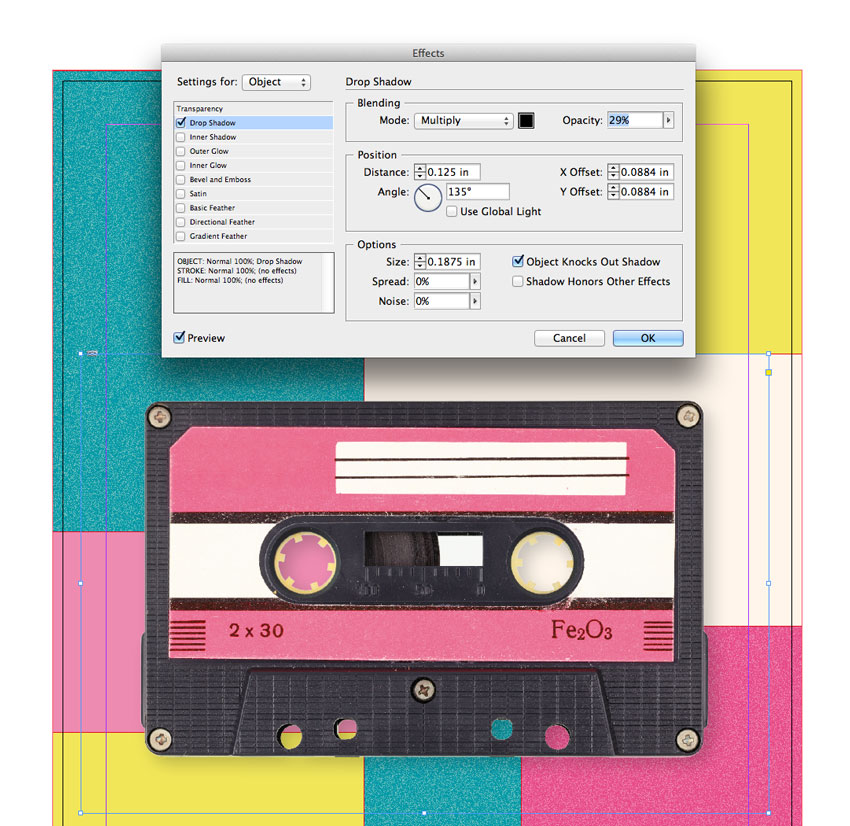 Effects
Settings for: Object
Transparency
Drop Shadow
Inner Shadow
Outer Glow
Inner Glow
Bevel and Emboss
Satin
Basic Feather
Directional Feather
Gradient Feather
OBJECT: Normal 100%; Drop Shadow
STROKE: Normal 100%; (no effects)
FILL: Normal 100%; (no effects)
Preview
Drop Shadow
Blending
Mode: Multiply Opacity: 29%
Position
Distance: 0.125 in X Offset: 0.0884 in
Angle: 135° Y Offset: 0.0884 in
Use Global Light
Options
Size: 0.1875 in Object Knocks Out Shadow
Spread: 0% Shadow Honors Other Effects
Noise: 0%
Cancel OK
2 x 30 Fe₂O₃